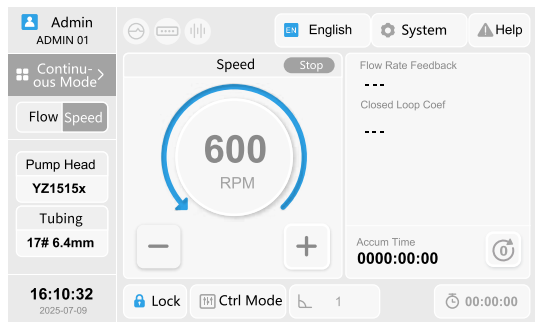 Admin
ADMIN 01
EN English
System
Help
Continu-
ous Mode
Flow Speed
Pump Head
YZ1515x
Tubing
17# 6.4mm
16:10:32
2025-07-09
Speed
Stop
600
RPM
Flow Rate Feedback
---
Closed Loop Coef
---
Accum Time
0000:00:00
0
Lock
Ctrl Mode
1
00:00:00